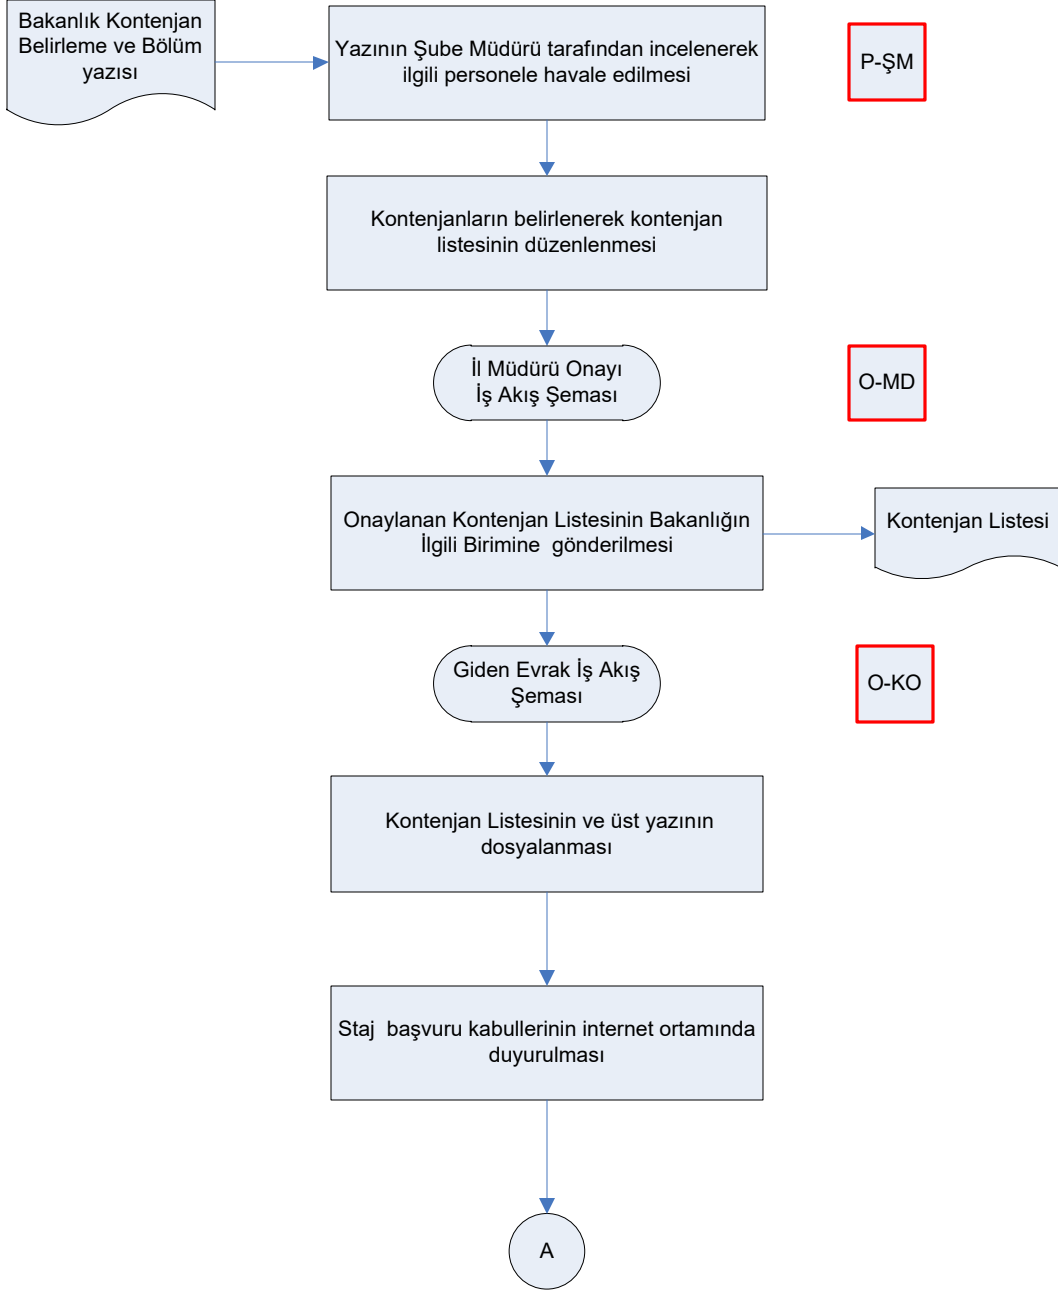 Bakanlık Kontenjan
Belirleme ve Bölüm
yazısı
Yazının Şube Müdürü tarafından incelenerek
ilgili personele havale edilmesi
P-ŞM
Kontenjanların belirlenerek kontenjan
listesinin düzenlenmesi
İl Müdürü Onayı
İş Akış Şeması
O-MD
Onaylanan Kontenjan Listesinin Bakanlığın
İlgili Birimine gönderilmesi
Kontenjan Listesi
Giden Evrak İş Akış
Şeması
O-KO
Kontenjan Listesinin ve üst yazının
dosyalanması
Staj başvuru kabullerinin internet ortamında
duyurulması
A